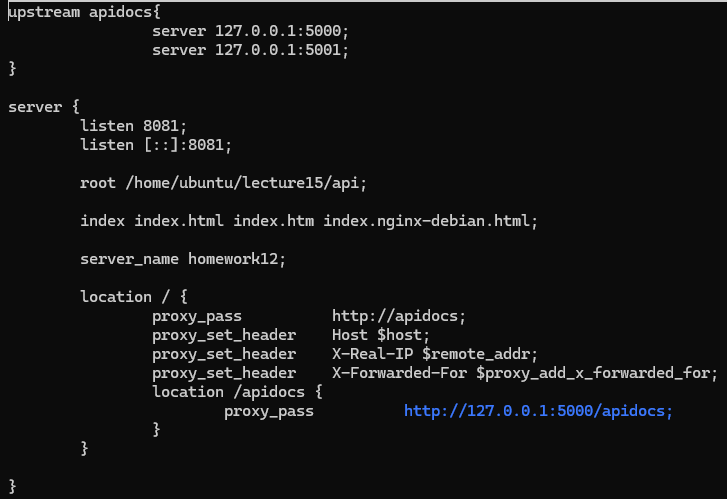 upstream apidocs{
server 127.0.0.1:5000;
server 127.0.0.1:5001;
}
server {
listen 8081;
listen [::]:8081;
root /home/ubuntu/lecture15/api;
index index.html index.htm index.nginx-debian.html;
server_name homework12;
location / {
proxy_pass http://apidocs;
proxy_set_header Host $host;
proxy_set_header X-Real-IP $remote_addr;
proxy_set_header X-Forwarded-For $proxy_add_x_forwarded_for;
location /apidocs {
proxy_pass http://127.0.0.1:5000/apidocs;
}
}
}